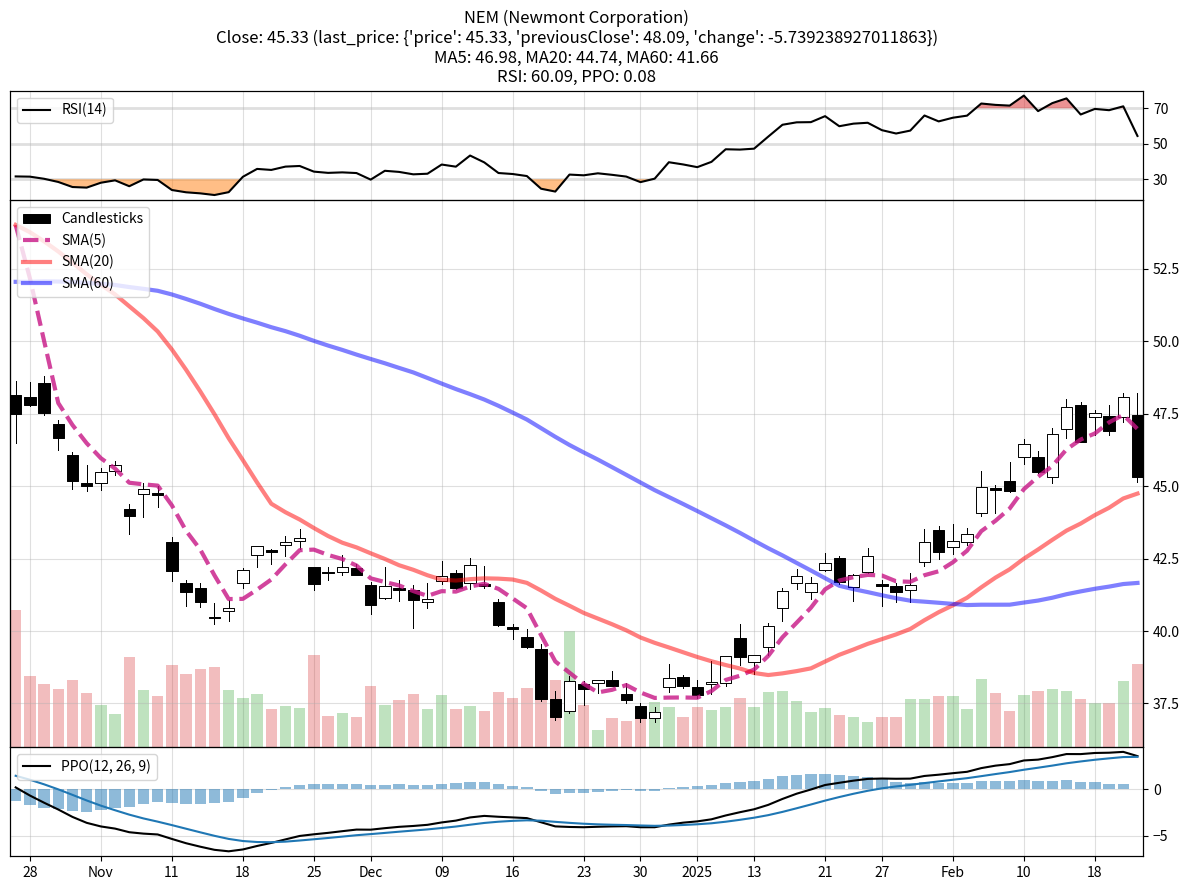 NEM (Newmont Corporation)
Close: 45.33 (last_price: {'price': 45.33, 'previousClose': 48.09, 'change': -5.739238927011863})
MA5: 46.98, MA20: 44.74, MA60: 41.66
RSI: 60.09, PPO: 0.08
RSI(14)
70
50
30
Candlesticks
SMA(5)
SMA(20)
SMA(60)
52.5
50.0
47.5
45.0
42.5
40.0
37.5
PPO(12, 26, 9)
0
−5
28 Nov 11 18 25 Dec 09 16 23 30 2025 13 21 27 Feb 10 18